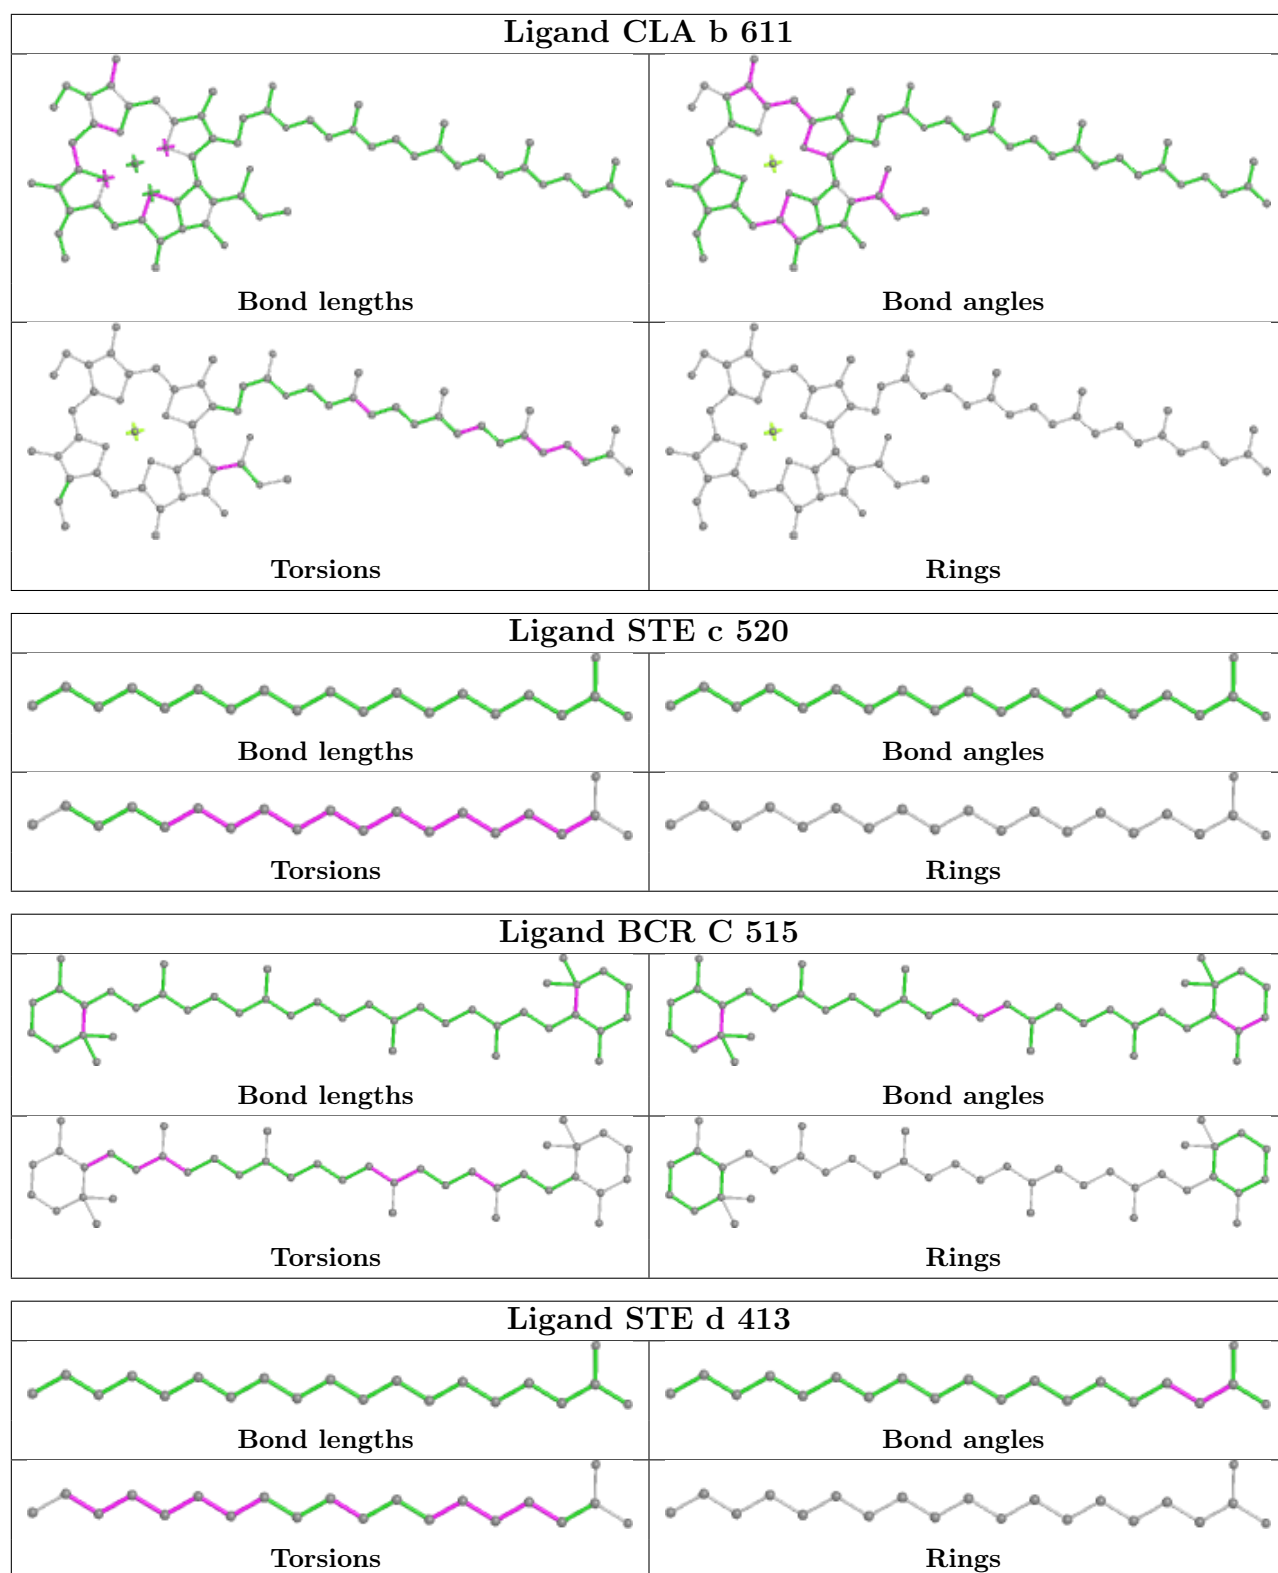 Ligand CLA b 611
Bond lengths
Bond angles
Torsions
Rings
Ligand STE c 520
Bond lengths
Bond angles
Torsions
Rings
Ligand BCR C 515
Bond lengths
Bond angles
Torsions
Rings
Ligand STE d 413
Bond lengths
Bond angles
Torsions
Rings